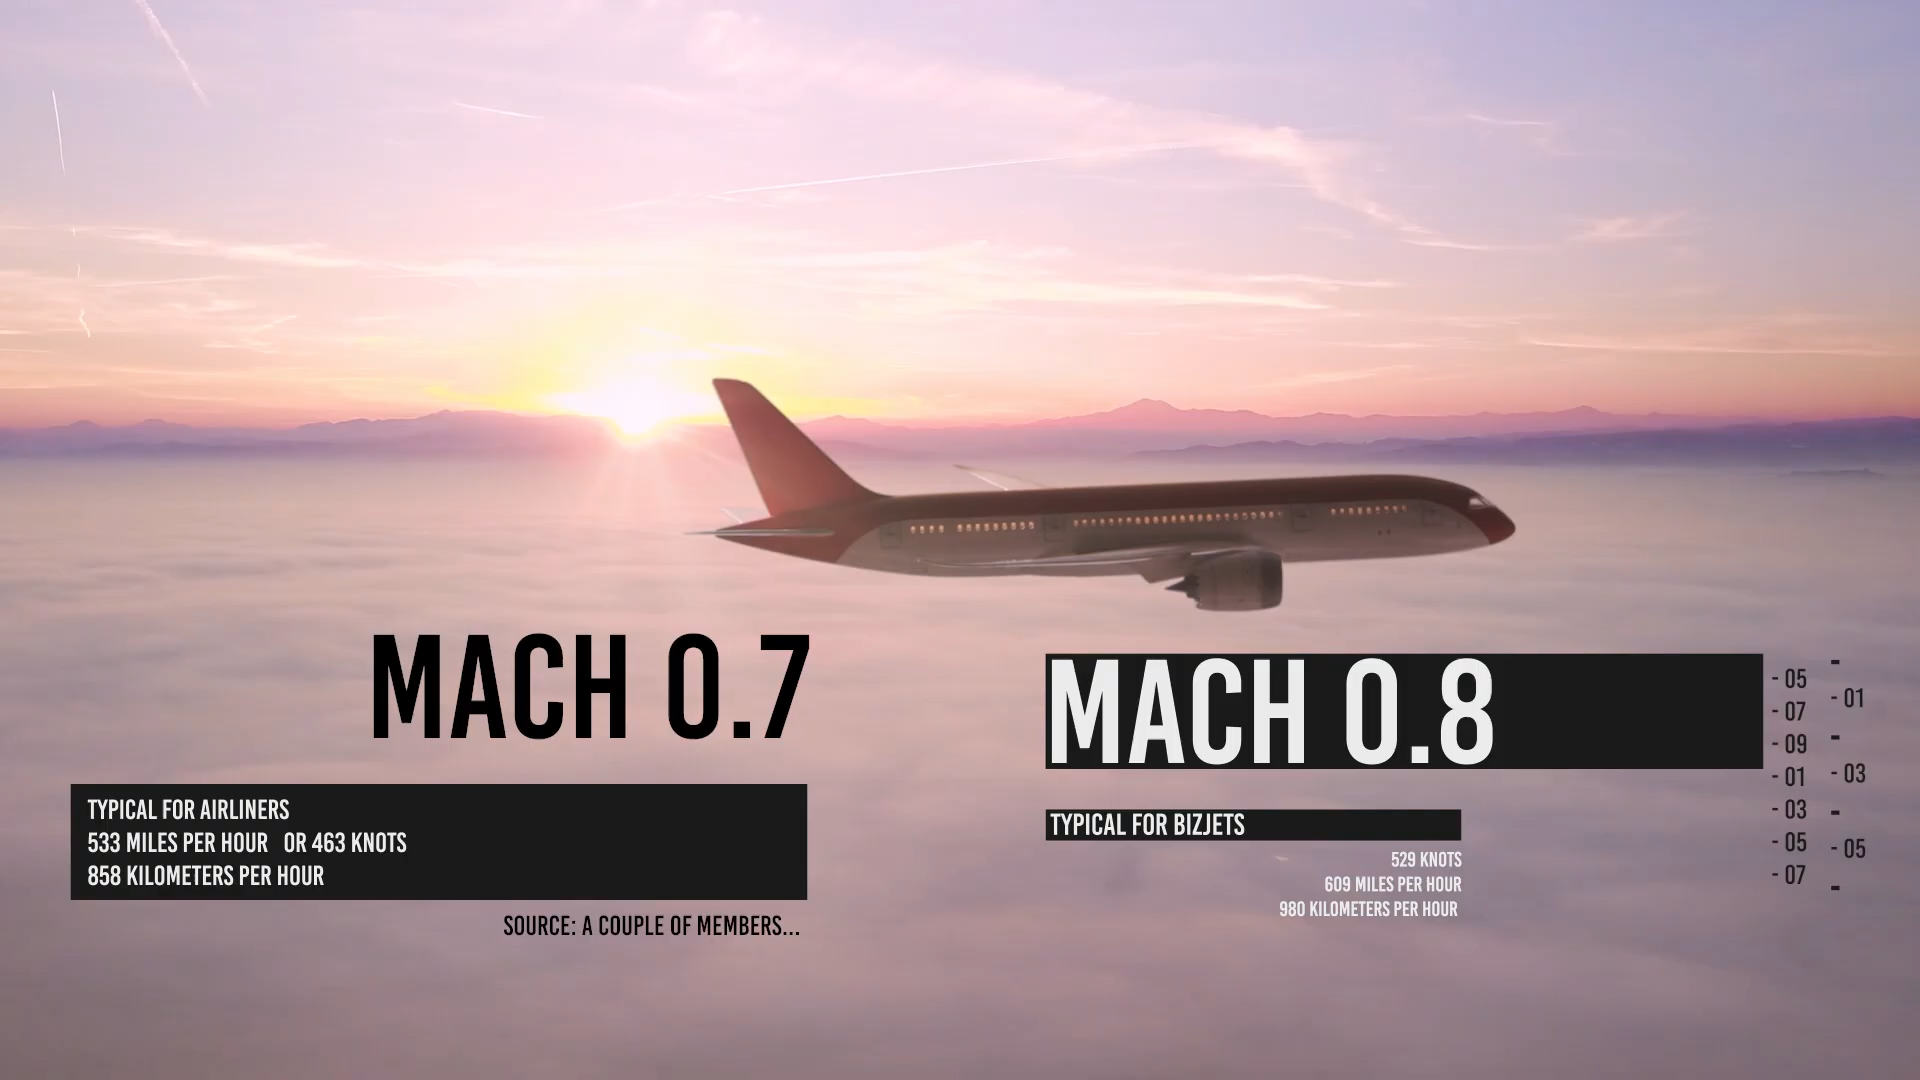 MACH 0.7
TYPICAL FOR AIRLINERS
533 MILES PER HOUR OR 463 KNOTS
858 KILOMETERS PER HOUR
SOURCE: A COUPLE OF MEMBERS...
MACH 0.8
TYPICAL FOR BIZJETS
529 KNOTS
609 MILES PER HOUR
980 KILOMETERS PER HOUR
- 05
- 07
- 09
- 01
- 03
- 05
- 07
-
- 01
-
- 03
-
- 05
-